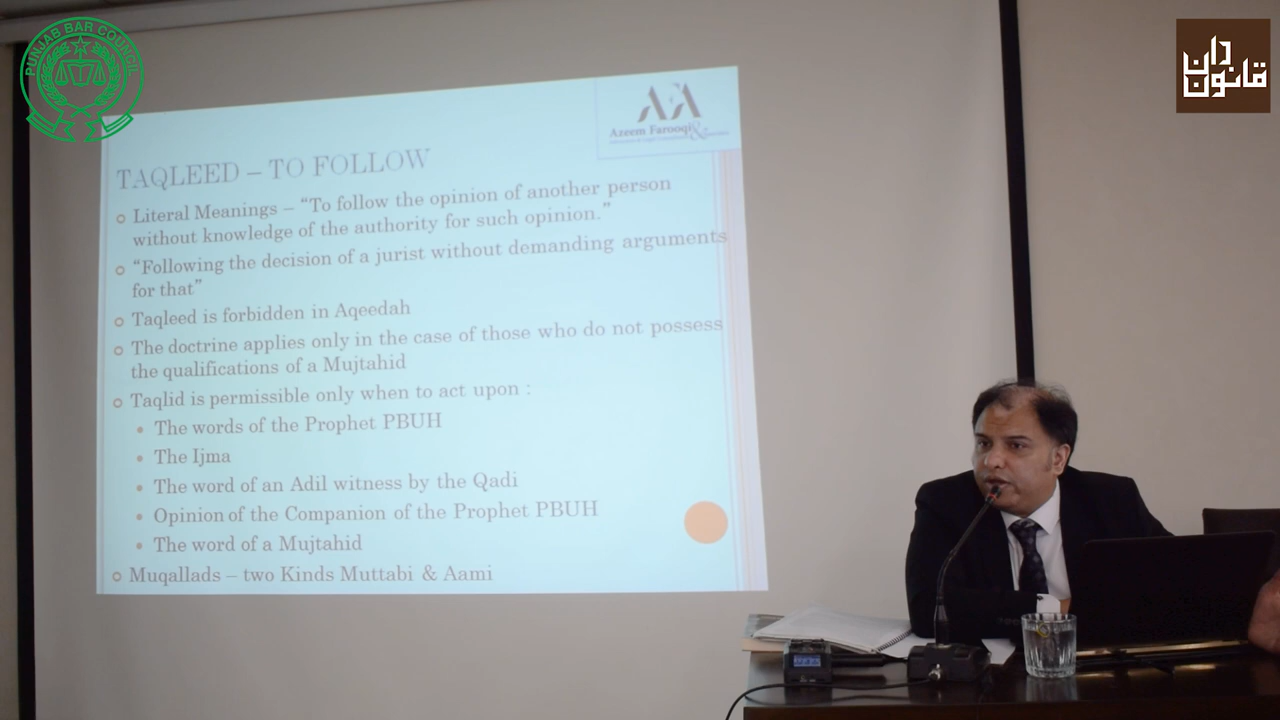 PUNJAB BAR COUNCIL
قانون دان
AFA
Azeem Farooqi &
TAQLEED – TO FOLLOW
Literal Meanings – “To follow the opinion of another person
without knowledge of the authority for such opinion.”
“Following the decision of a jurist without demanding arguments
for that”
Taqleed is forbidden in Aqeedah
The doctrine applies only in the case of those who do not possess
the qualifications of a Mujtahid
Taqlid is permissible only when to act upon :
The words of the Prophet PBUH
The Ijma
The word of an Adil witness by the Qadi
Opinion of the Companion of the Prophet PBUH
The word of a Mujtahid
Muqallads – two Kinds Muttabi & Aami